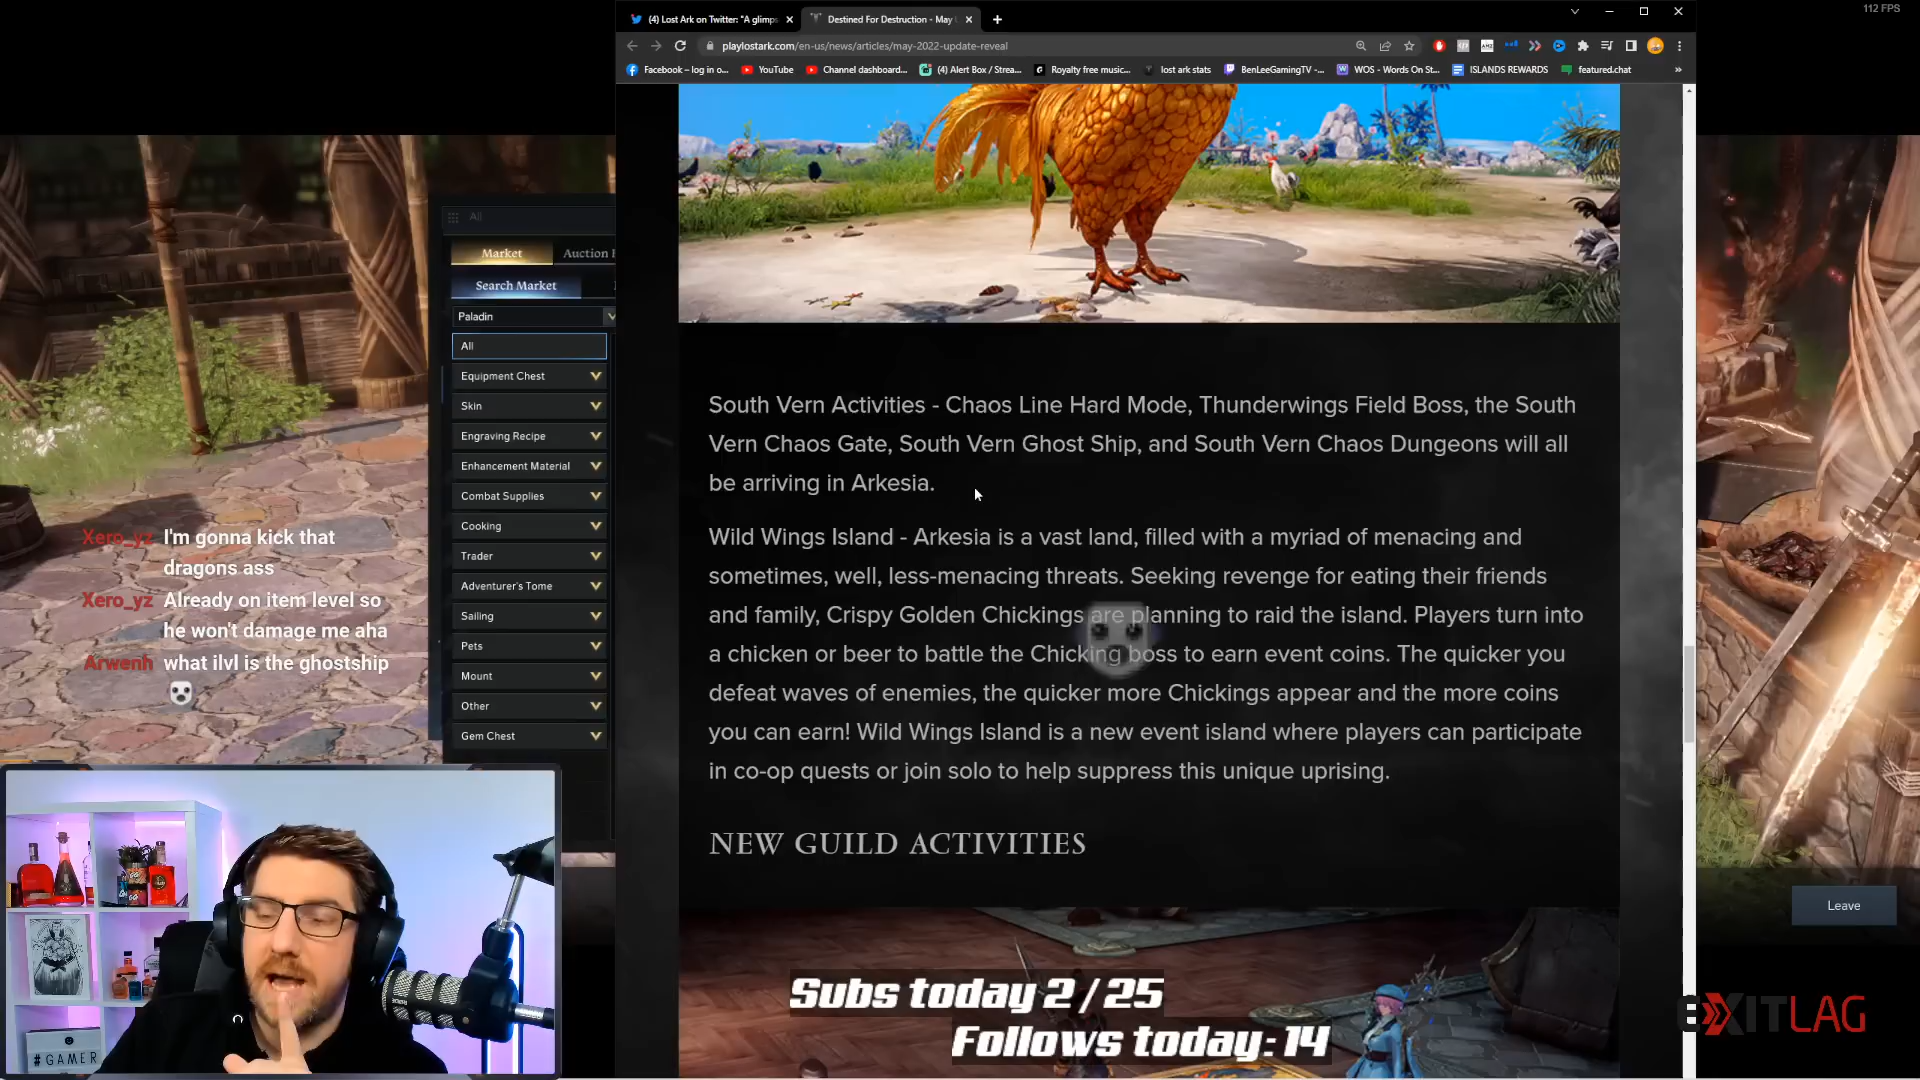 112 FPS
(4) Lost Ark on Twitter: "A glimps
Destined For Destruction - May
playlostark.com/en-us/news/articles/may-2022-update-reveal
Facebook – log in o...
YouTube
Channel dashboard...
(4) Alert Box / Strea...
Royalty free music...
lost ark stats
BenLeeGamingTV -...
WOS - Words On St...
ISLANDS REWARDS
featured.chat
All
Market
Auction
Search Market
Paladin
All
Equipment Chest
Skin
Engraving Recipe
Enhancement Material
Combat Supplies
Cooking
Trader
Adventurer's Tome
Sailing
Pets
Mount
Other
Gem Chest
Xero_yz I'm gonna kick that
dragons ass
Xero_yz Already on item level so
he won't damage me aha
Arwenh what ilvl is the ghostship
South Vern Activities - Chaos Line Hard Mode, Thunderwings Field Boss, the South
Vern Chaos Gate, South Vern Ghost Ship, and South Vern Chaos Dungeons will all
be arriving in Arkesia.
Wild Wings Island - Arkesia is a vast land, filled with a myriad of menacing and
sometimes, well, less-menacing threats. Seeking revenge for eating their friends
and family, Crispy Golden Chickings are planning to raid the island. Players turn into
a chicken or beer to battle the Chicking boss to earn event coins. The quicker you
defeat waves of enemies, the quicker more Chickings appear and the more coins
you can earn! Wild Wings Island is a new event island where players can participate
in co-op quests or join solo to help suppress this unique uprising.
NEW GUILD ACTIVITIES
Leave
#GAMER
Subs today 2 / 25
Follows today: 14
EXITLAG